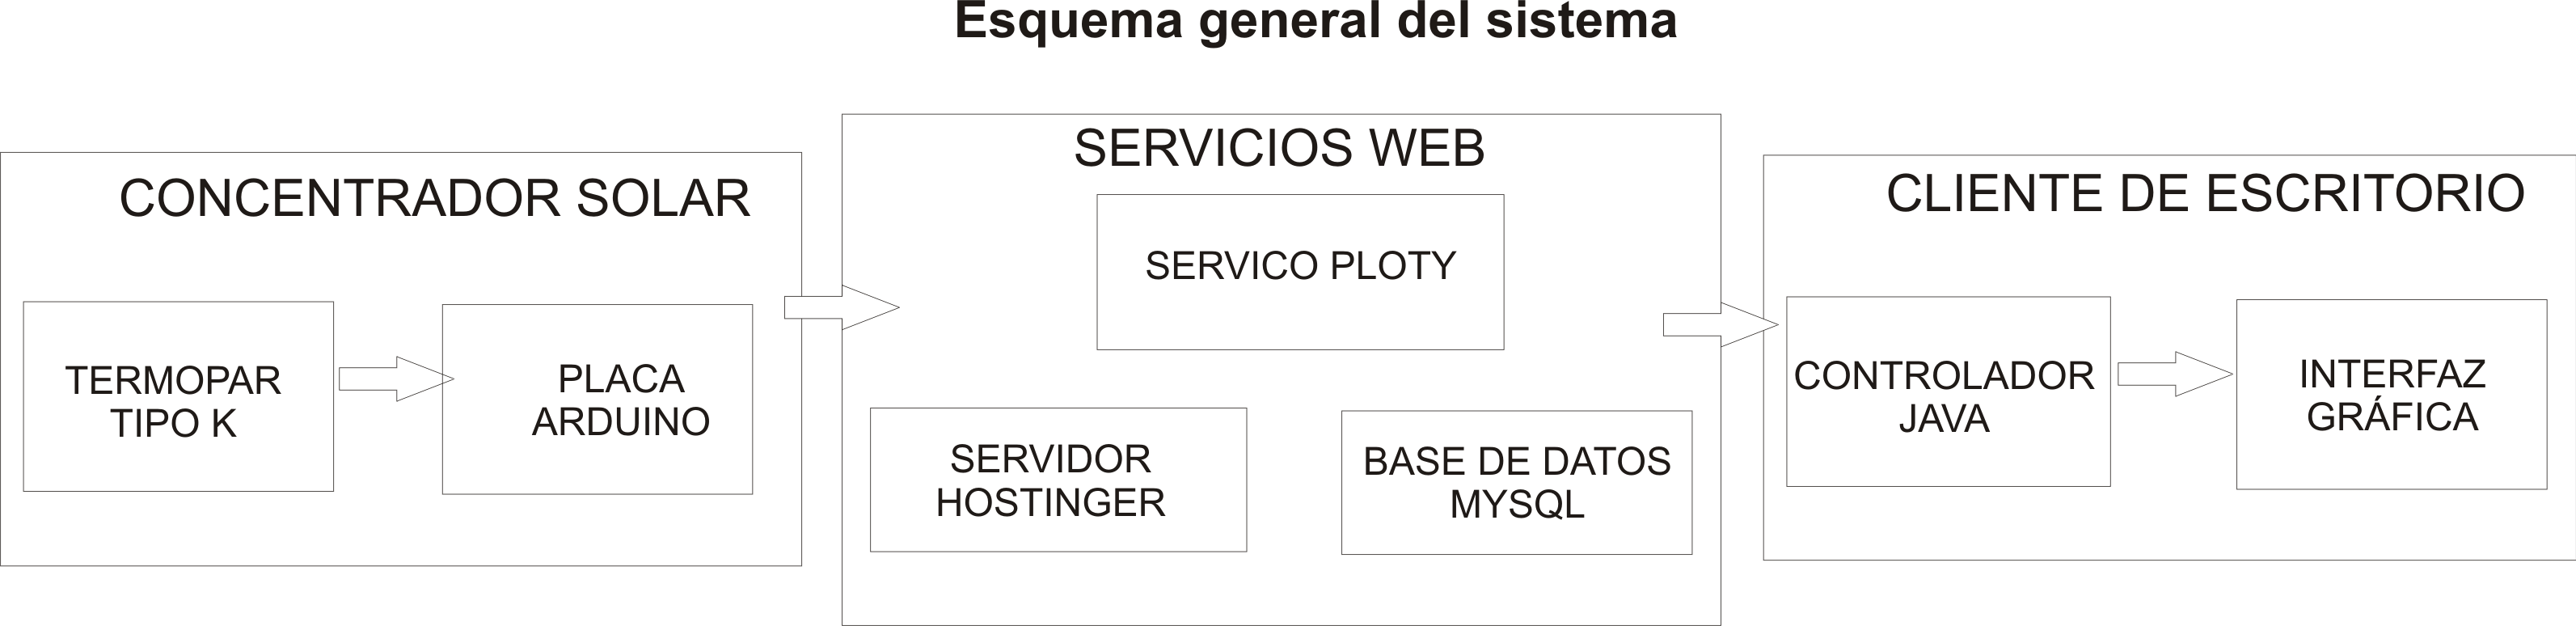 Esquema general del sistema
CONCENTRADOR SOLAR
TERMOPAR
TIPO K
PLACA
ARDUINO
SERVICIOS WEB
SERVICO PLOTY
SERVIDOR
HOSTINGER
BASE DE DATOS
MYSQL
CLIENTE DE ESCRITORIO
CONTROLADOR
JAVA
INTERFAZ
GRÁFICA